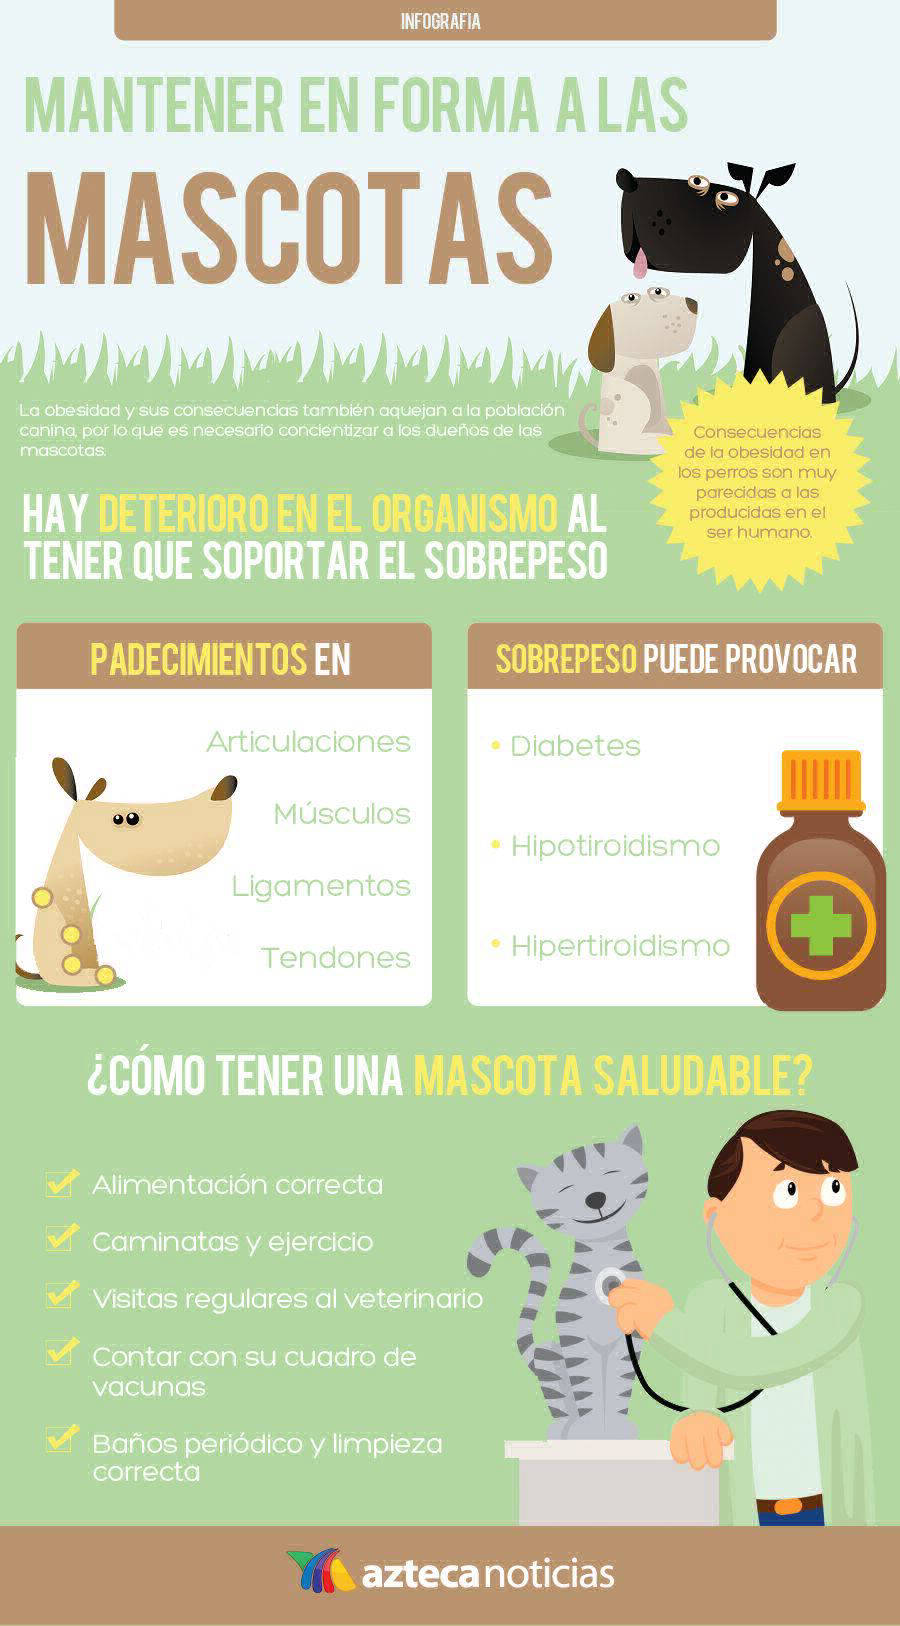 INFOGRAFIA
MANTENER EN FORMA A LAS
MASCOTAS
La obesidad y sus consecuencias también aquejan a la población
canina, por lo que es necesario concientizar a los dueños de las
mascotas.
Consecuencias
de la obesidad en
los perros son muy
parecidas a las
producidas en el
ser humano.
HAY DETERIORO EN EL ORGANISMO AL
TENER QUE SOPORTAR EL SOBREPESO
PADECIMIENTOS EN
Articulaciones
Músculos
Ligamentos
Tendones
SOBREPESO PUEDE PROVOCAR
• Diabetes
• Hipotiroidismo
• Hipertiroidismo
¿CÓMO TENER UNA MASCOTA SALUDABLE?
Alimentación correcta
Caminatas y ejercicio
Visitas regulares al veterinario
Contar con su cuadro de
vacunas
Baños periódico y limpieza
correcta
aztecanoticias